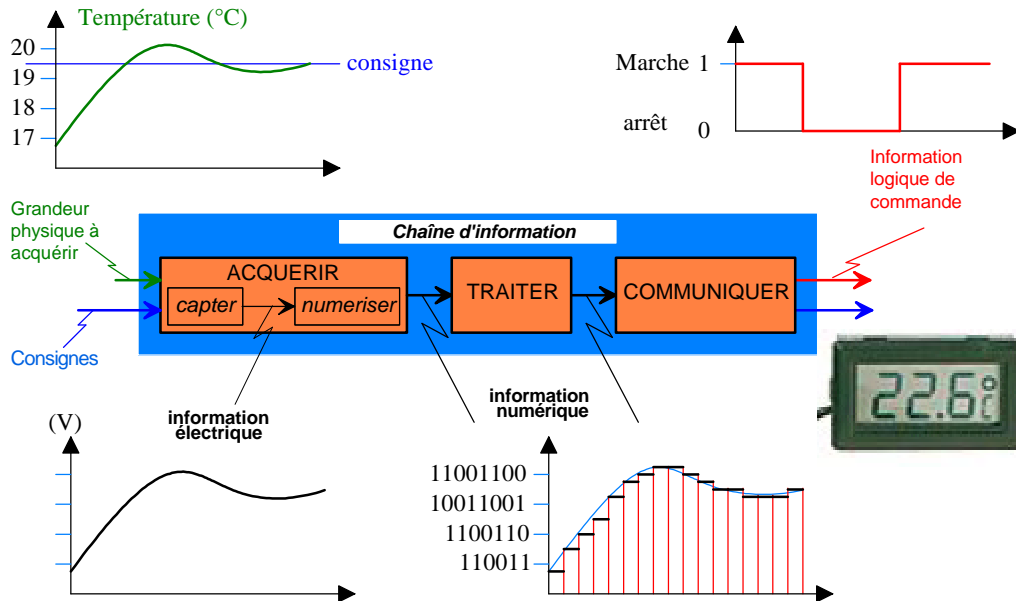 Température (°C)
20
19
18
17
consigne
Marche 1
arrêt 0
Information
logique de
commande
Grandeur
physique à
acquérir
Consignes
Chaîne d'information
ACQUERIR
capter
numeriser
TRAITER
COMMUNIQUER
information
électrique
information
numérique
22.6°C
(V)
11001100
10011001
1100110
110011